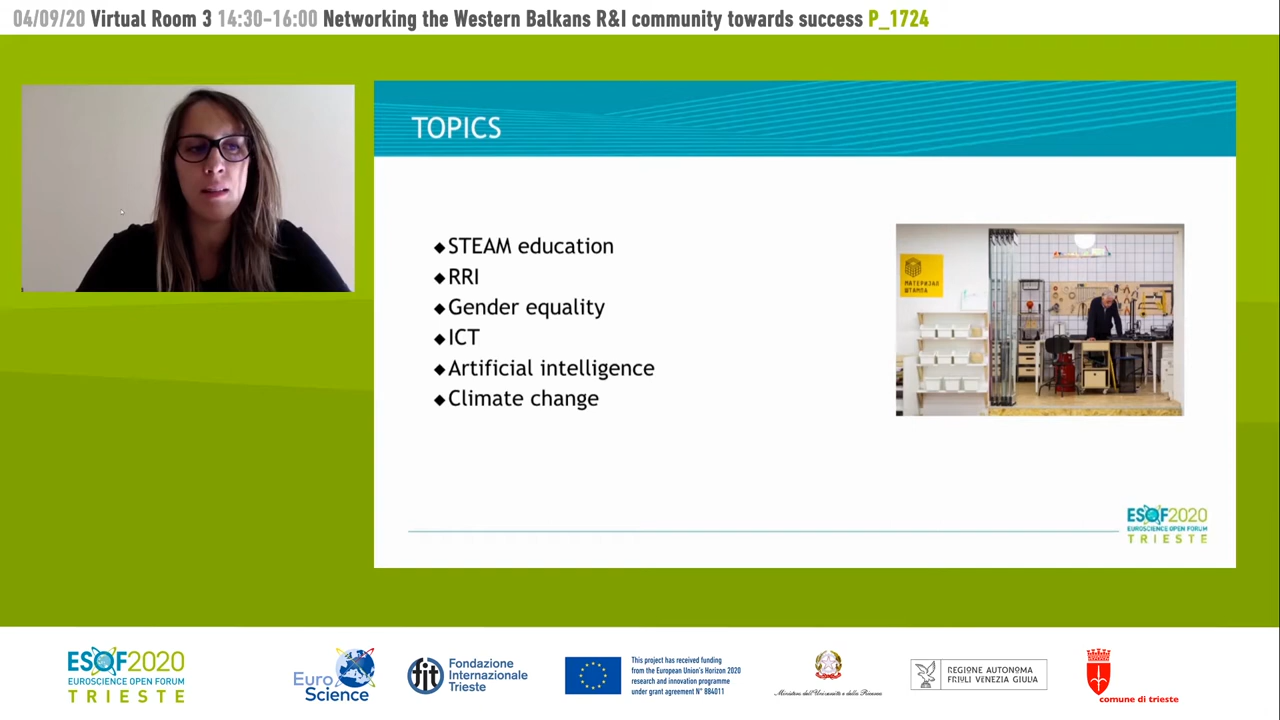 04/09/20 Virtual Room 3 14:30-16:00 Networking the Western Balkans R&I community towards success P_1724
TOPICS
◆STEAM education
◆RRI
◆Gender equality
◆ICT
◆Artificial intelligence
◆Climate change
МАТЕРИЈАЛ
ШТАМПА
ESOF2020
EUROSCIENCE OPEN FORUM
TRIESTE
ESOF2020
EUROSCIENCE OPEN FORUM
TRIESTE
Euro
Science
fit
Fondazione
Internazionale
Trieste
This project has received funding
from the European Union's Horizon 2020
research and innovation programme
under grant agreement N° 884011
Ministero dell'Università e della Ricerca
REGIONE AUTONOMA
FRIULI VENEZIA GIULIA
comune di trieste